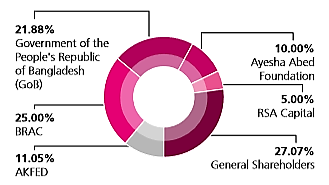 21.88%
Government of the
People's Republic
of Bangladesh
(GoB)
25.00%
BRAC
11.05%
AKFED
10.00%
Ayesha Abed
Foundation
5.00%
RSA Capital
27.07%
General Shareholders